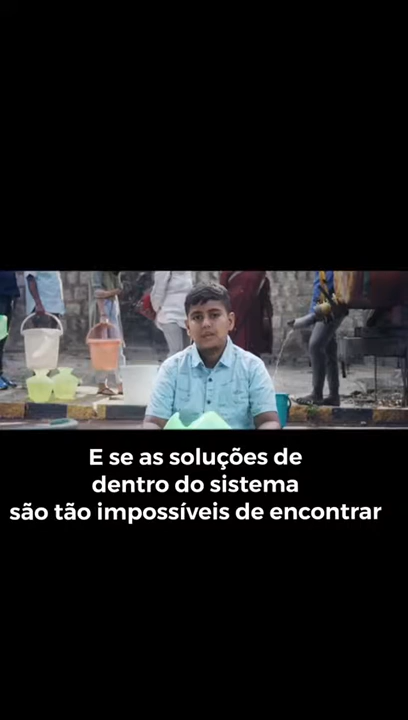 E se as soluções de
dentro do sistema
são tão impossíveis de encontrar